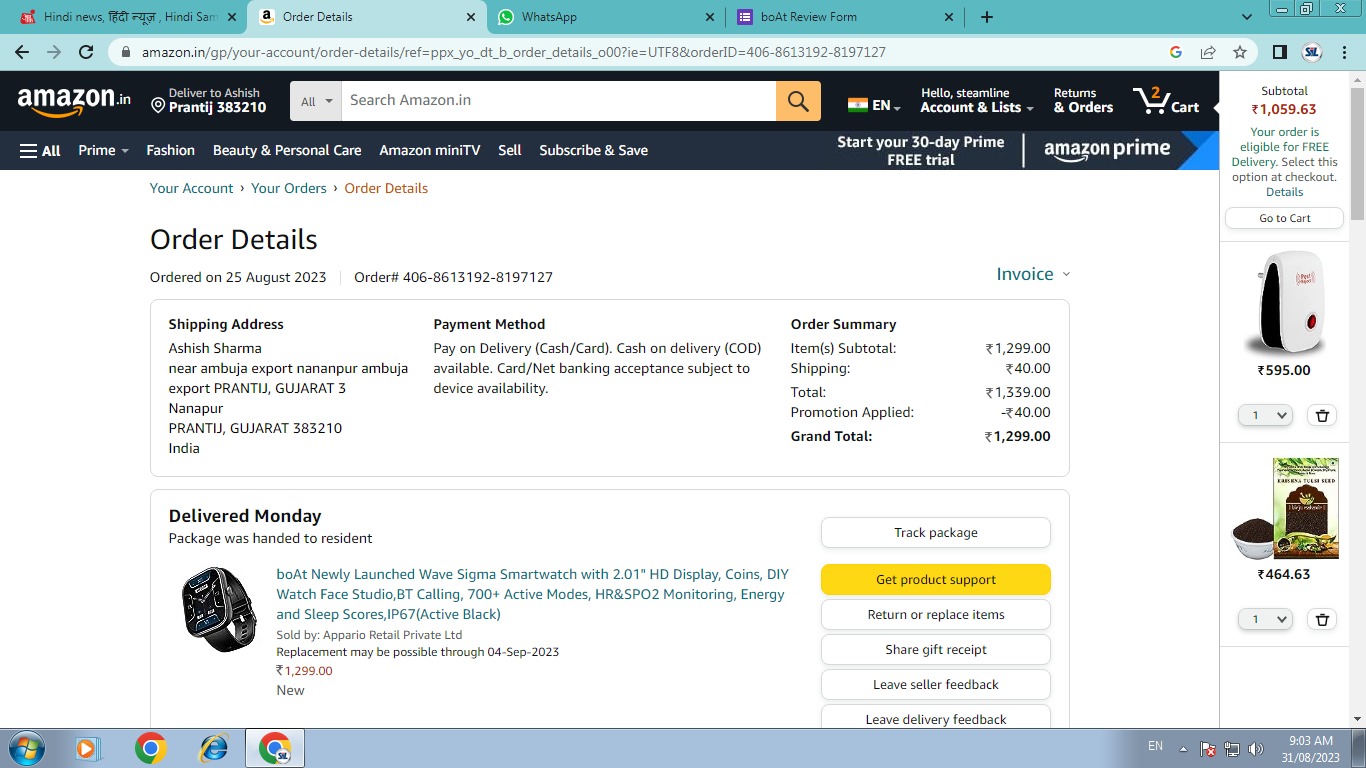 Hindi news, हिंदी न्यूज़ , Hindi Sam
Order Details
WhatsApp
boAt Review Form
amazon.in/gp/your-account/order-details/ref=ppx_yo_dt_b_order_details_o00?ie=UTF8&orderID=406-8613192-8197127
amazon.in
Deliver to Ashish
Prantij 383210
All
Search Amazon.in
EN
Hello, steamline
Account & Lists
Returns
& Orders
2
Cart
All
Prime
Fashion
Beauty & Personal Care
Amazon miniTV
Sell
Subscribe & Save
Start your 30-day Prime
FREE trial
amazon prime
Subtotal
₹1,059.63
Your order is
eligible for FREE
Delivery. Select this
option at checkout.
Details
Go to Cart
₹595.00
1
KRISHNA TULSI SEED
₹464.63
1
Your Account › Your Orders › Order Details
Order Details
Ordered on 25 August 2023
Order# 406-8613192-8197127
Invoice
Shipping Address
Ashish Sharma
near ambuja export nananpur ambuja
export PRANTIJ, GUJARAT 3
Nanapur
PRANTIJ, GUJARAT 383210
India
Payment Method
Pay on Delivery (Cash/Card). Cash on delivery (COD)
available. Card/Net banking acceptance subject to
device availability.
Order Summary
Item(s) Subtotal: ₹1,299.00
Shipping: ₹40.00
Total: ₹1,339.00
Promotion Applied: -₹40.00
Grand Total: ₹1,299.00
Delivered Monday
Package was handed to resident
boAt Newly Launched Wave Sigma Smartwatch with 2.01" HD Display, Coins, DIY
Watch Face Studio,BT Calling, 700+ Active Modes, HR&SPO2 Monitoring, Energy
and Sleep Scores,IP67(Active Black)
Sold by: Appario Retail Private Ltd
Replacement may be possible through 04-Sep-2023
₹1,299.00
New
Track package
Get product support
Return or replace items
Share gift receipt
Leave seller feedback
Leave delivery feedback
EN
9:03 AM
31/08/2023